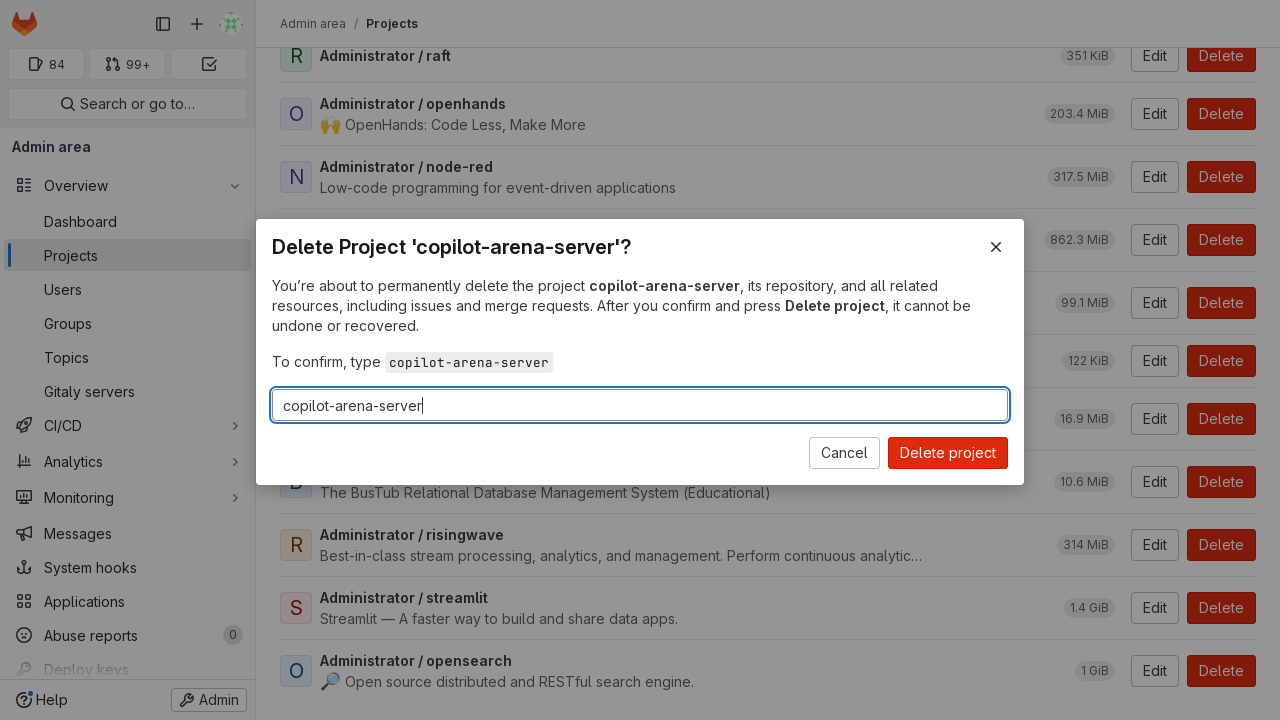 Admin area / Projects
84
99+
Search or go to…
Admin area
Overview
Dashboard
Projects
Users
Groups
Topics
Gitaly servers
CI/CD
Analytics
Monitoring
Messages
System hooks
Applications
Abuse reports 0
Deploy keys
Help
Admin
R Administrator / raft 351 KiB Edit Delete
O Administrator / openhands 203.4 MiB Edit Delete
🙌 OpenHands: Code Less, Make More
N Administrator / node-red 317.5 MiB Edit Delete
Low-code programming for event-driven applications
862.3 MiB Edit Delete
99.1 MiB Edit Delete
122 KiB Edit Delete
16.9 MiB Edit Delete
Delete Project 'copilot-arena-server'?
You’re about to permanently delete the project copilot-arena-server, its repository, and all related
resources, including issues and merge requests. After you confirm and press Delete project, it cannot be
undone or recovered.
To confirm, type copilot-arena-server
copilot-arena-server
Cancel Delete project
10.6 MiB Edit Delete
The BusTub Relational Database Management System (Educational)
R Administrator / risingwave 314 MiB Edit Delete
Best-in-class stream processing, analytics, and management. Perform continuous analytic…
S Administrator / streamlit 1.4 GiB Edit Delete
Streamlit — A faster way to build and share data apps.
O Administrator / opensearch 1 GiB Edit Delete
🔎 Open source distributed and RESTful search engine.